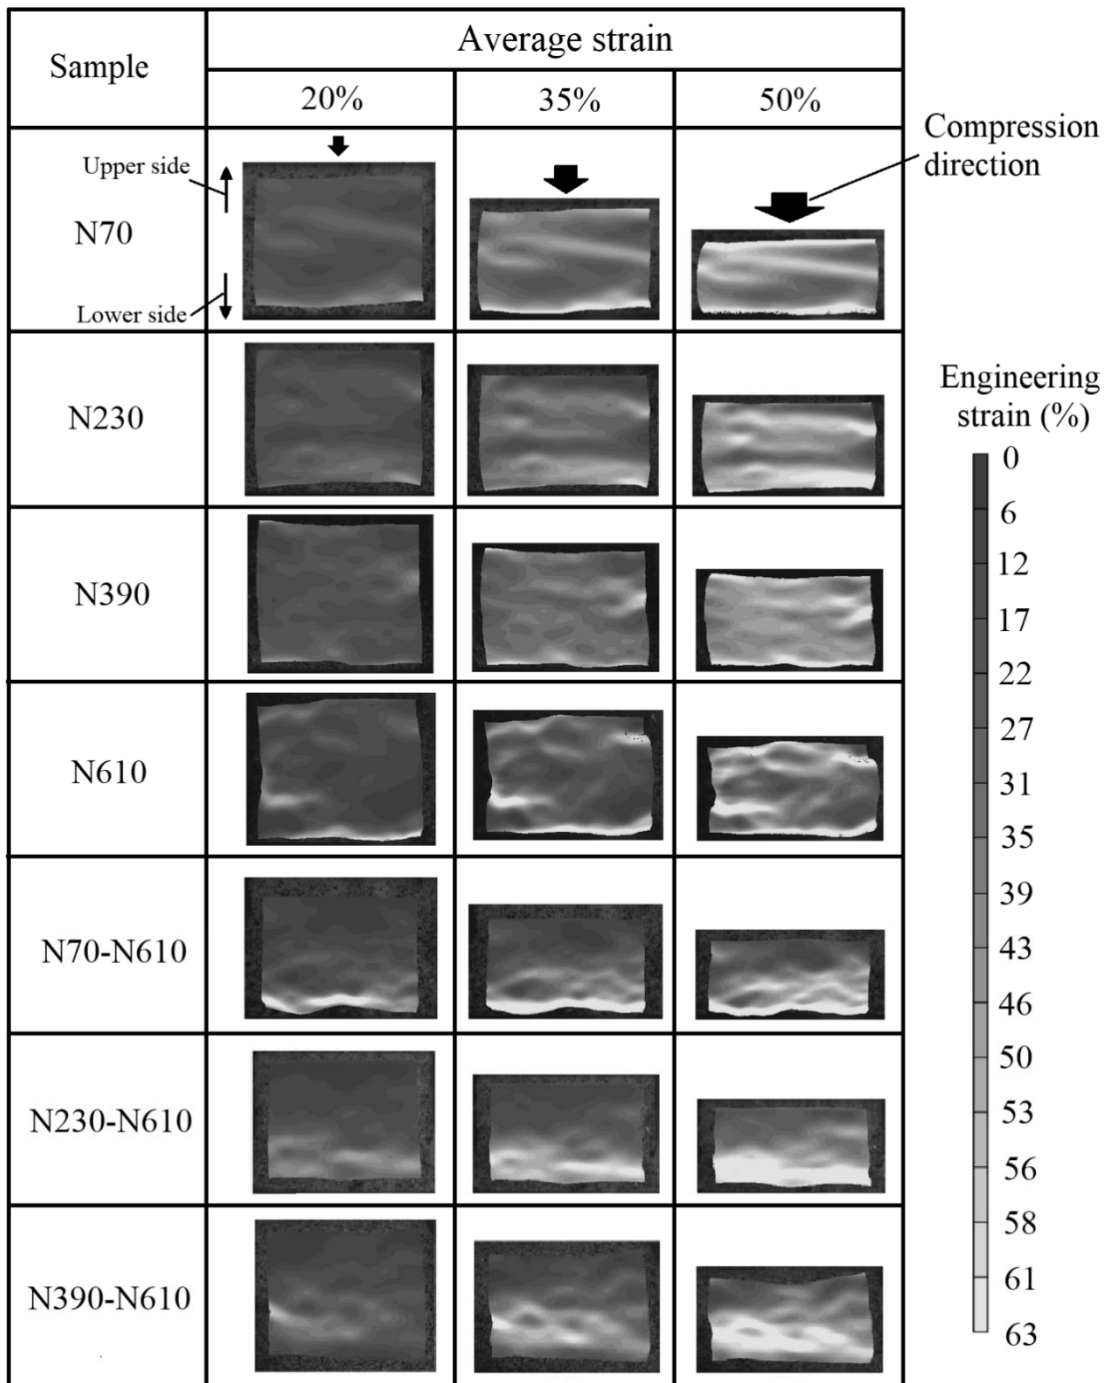 Sample
Average strain
20%
35%
50%
Compression
direction
Upper side
N70
Lower side
N230
N390
N610
N70-N610
N230-N610
N390-N610
Engineering
strain (%)
0
6
12
17
22
27
31
35
39
43
46
50
53
56
58
61
63